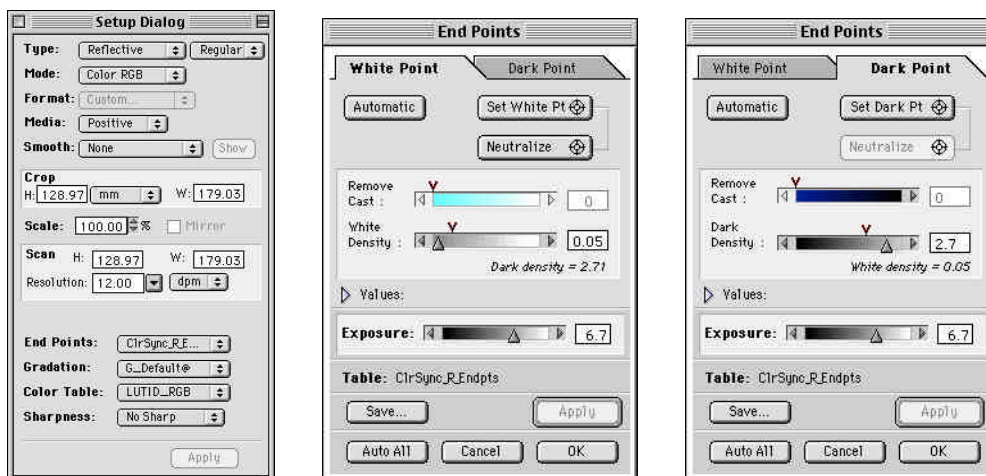 Setup Dialog
Type: Reflective Regular
Mode: Color RGB
Format: Custom...
Media: Positive
Smooth: None Show
Crop
H: 128.97 mm W: 179.03
Scale: 100.00 % Mirror
Scan H: 128.97 W: 179.03
Resolution: 12.00 dpm
End Points: ClrSync_R_E...
Gradation: G_Default@
Color Table: LUTID_RGB
Sharpness: No Sharp
Apply
End Points
White Point Dark Point
Automatic Set White Pt
Neutralize
Remove
Cast : 0
White
Density : 0.05
Dark density = 2.71
Values:
Exposure: 6.7
Table: ClrSync_R_Endpts
Save... Apply
Auto All Cancel OK
End Points
White Point Dark Point
Automatic Set Dark Pt
Neutralize
Remove
Cast : 0
Dark
Density : 2.7
White density = 0.05
Values:
Exposure: 6.7
Table: ClrSync_R_Endpts
Save... Apply
Auto All Cancel OK